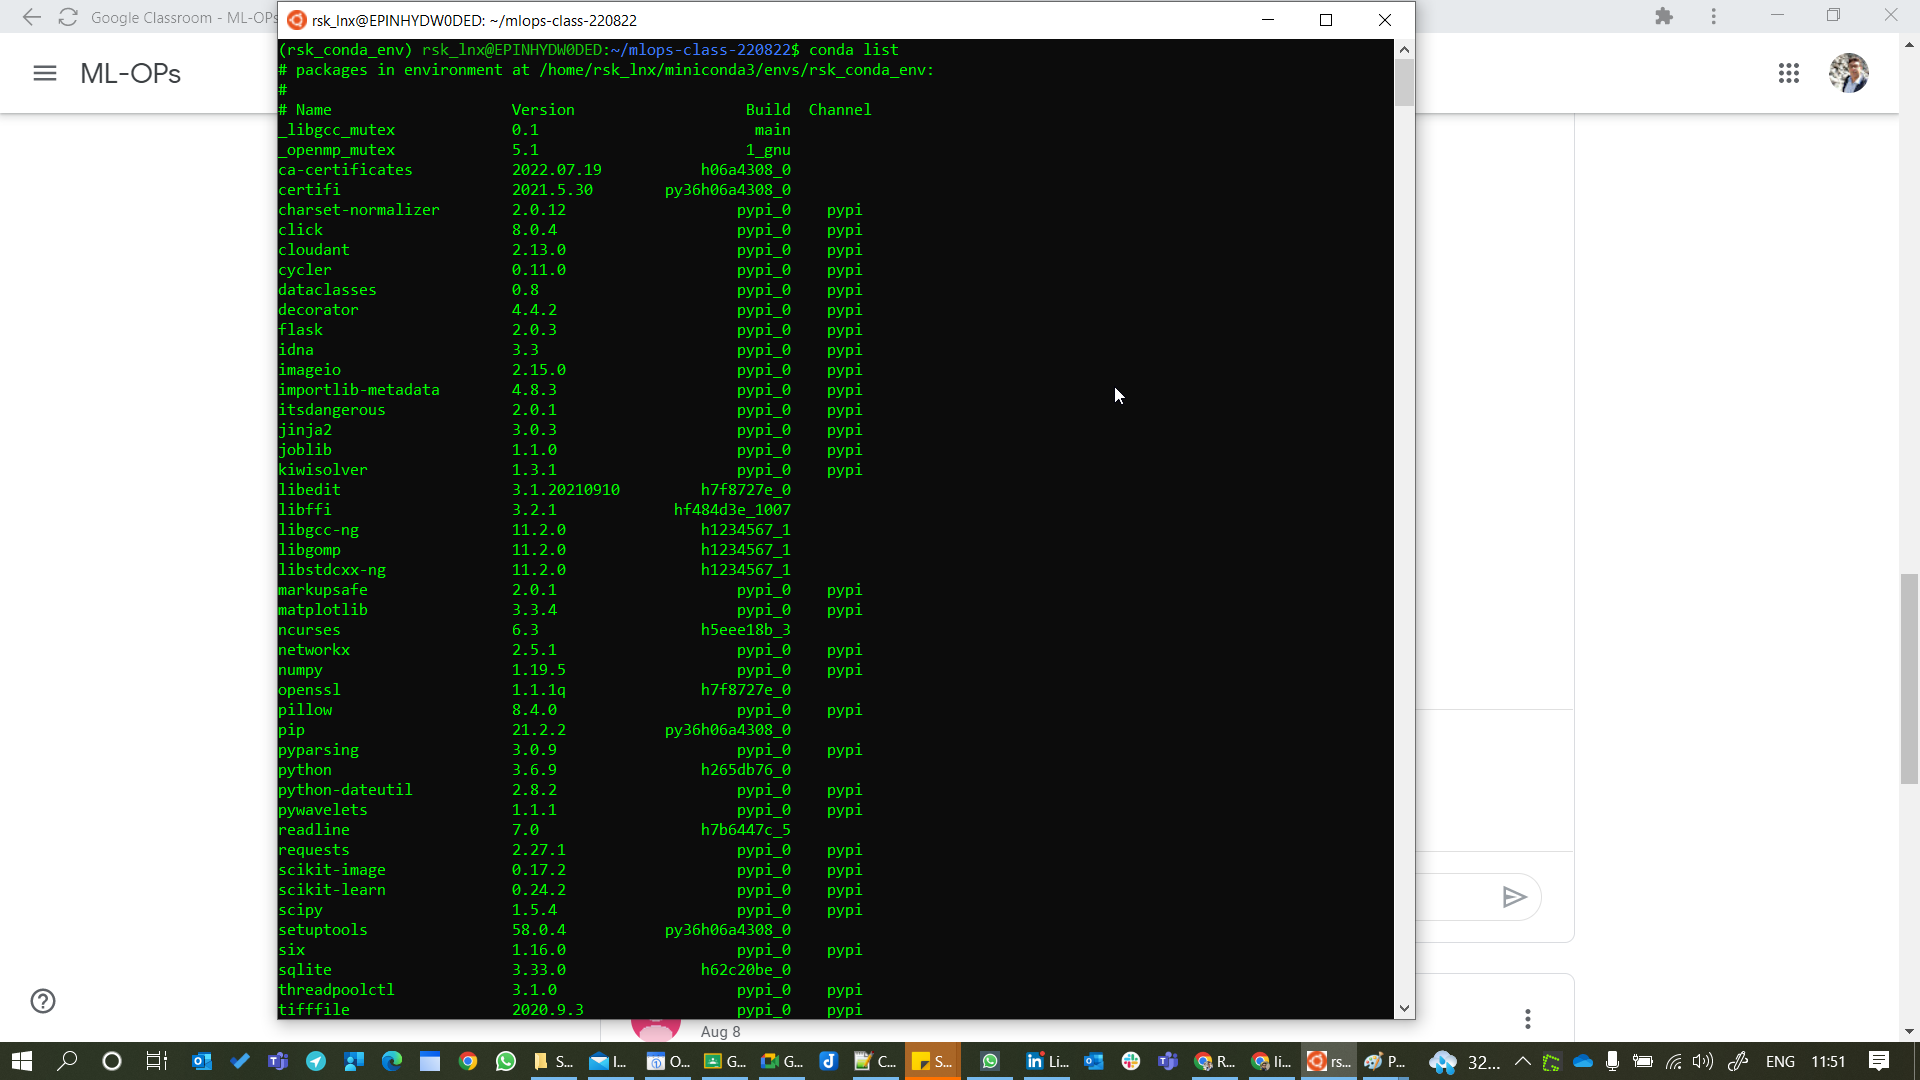 Google Classroom - ML-OPs
rsk_lnx@EPINHYDW0DED: ~/mlops-class-220822
ML-OPs
(rsk_conda_env) rsk_lnx@EPINHYDW0DED:~/mlops-class-220822$ conda list
# packages in environment at /home/rsk_lnx/miniconda3/envs/rsk_conda_env:
#
# Name Version Build Channel
_libgcc_mutex 0.1 main
_openmp_mutex 5.1 1_gnu
ca-certificates 2022.07.19 h06a4308_0
certifi 2021.5.30 py36h06a4308_0
charset-normalizer 2.0.12 pypi_0 pypi
click 8.0.4 pypi_0 pypi
cloudant 2.13.0 pypi_0 pypi
cycler 0.11.0 pypi_0 pypi
dataclasses 0.8 pypi_0 pypi
decorator 4.4.2 pypi_0 pypi
flask 2.0.3 pypi_0 pypi
idna 3.3 pypi_0 pypi
imageio 2.15.0 pypi_0 pypi
importlib-metadata 4.8.3 pypi_0 pypi
itsdangerous 2.0.1 pypi_0 pypi
jinja2 3.0.3 pypi_0 pypi
joblib 1.1.0 pypi_0 pypi
kiwisolver 1.3.1 pypi_0 pypi
libedit 3.1.20210910 h7f8727e_0
libffi 3.2.1 hf484d3e_1007
libgcc-ng 11.2.0 h1234567_1
libgomp 11.2.0 h1234567_1
libstdcxx-ng 11.2.0 h1234567_1
markupsafe 2.0.1 pypi_0 pypi
matplotlib 3.3.4 pypi_0 pypi
ncurses 6.3 h5eee18b_3
networkx 2.5.1 pypi_0 pypi
numpy 1.19.5 pypi_0 pypi
openssl 1.1.1q h7f8727e_0
pillow 8.4.0 pypi_0 pypi
pip 21.2.2 py36h06a4308_0
pyparsing 3.0.9 pypi_0 pypi
python 3.6.9 h265db76_0
python-dateutil 2.8.2 pypi_0 pypi
pywavelets 1.1.1 pypi_0 pypi
readline 7.0 h7b6447c_5
requests 2.27.1 pypi_0 pypi
scikit-image 0.17.2 pypi_0 pypi
scikit-learn 0.24.2 pypi_0 pypi
scipy 1.5.4 pypi_0 pypi
setuptools 58.0.4 py36h06a4308_0
six 1.16.0 pypi_0 pypi
sqlite 3.33.0 h62c20be_0
threadpoolctl 3.1.0 pypi_0 pypi
tifffile 2020.9.3 pypi_0 pypi
Aug 8
S... I... O... G... G... C... S... Li... R... li... rs... P... 32... ENG 11:51